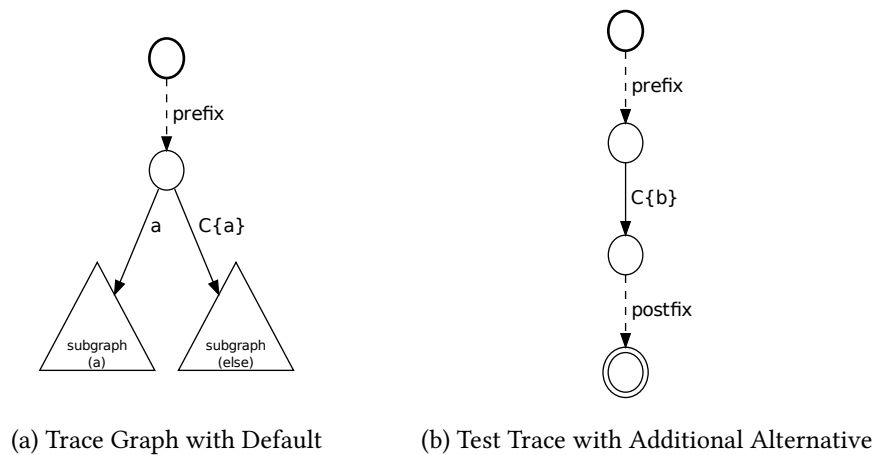 prefix
a
C{a}
subgraph
(a)
subgraph
(else)
(a) Trace Graph with Default
prefix
C{b}
postfix
(b) Test Trace with Additional Alternative